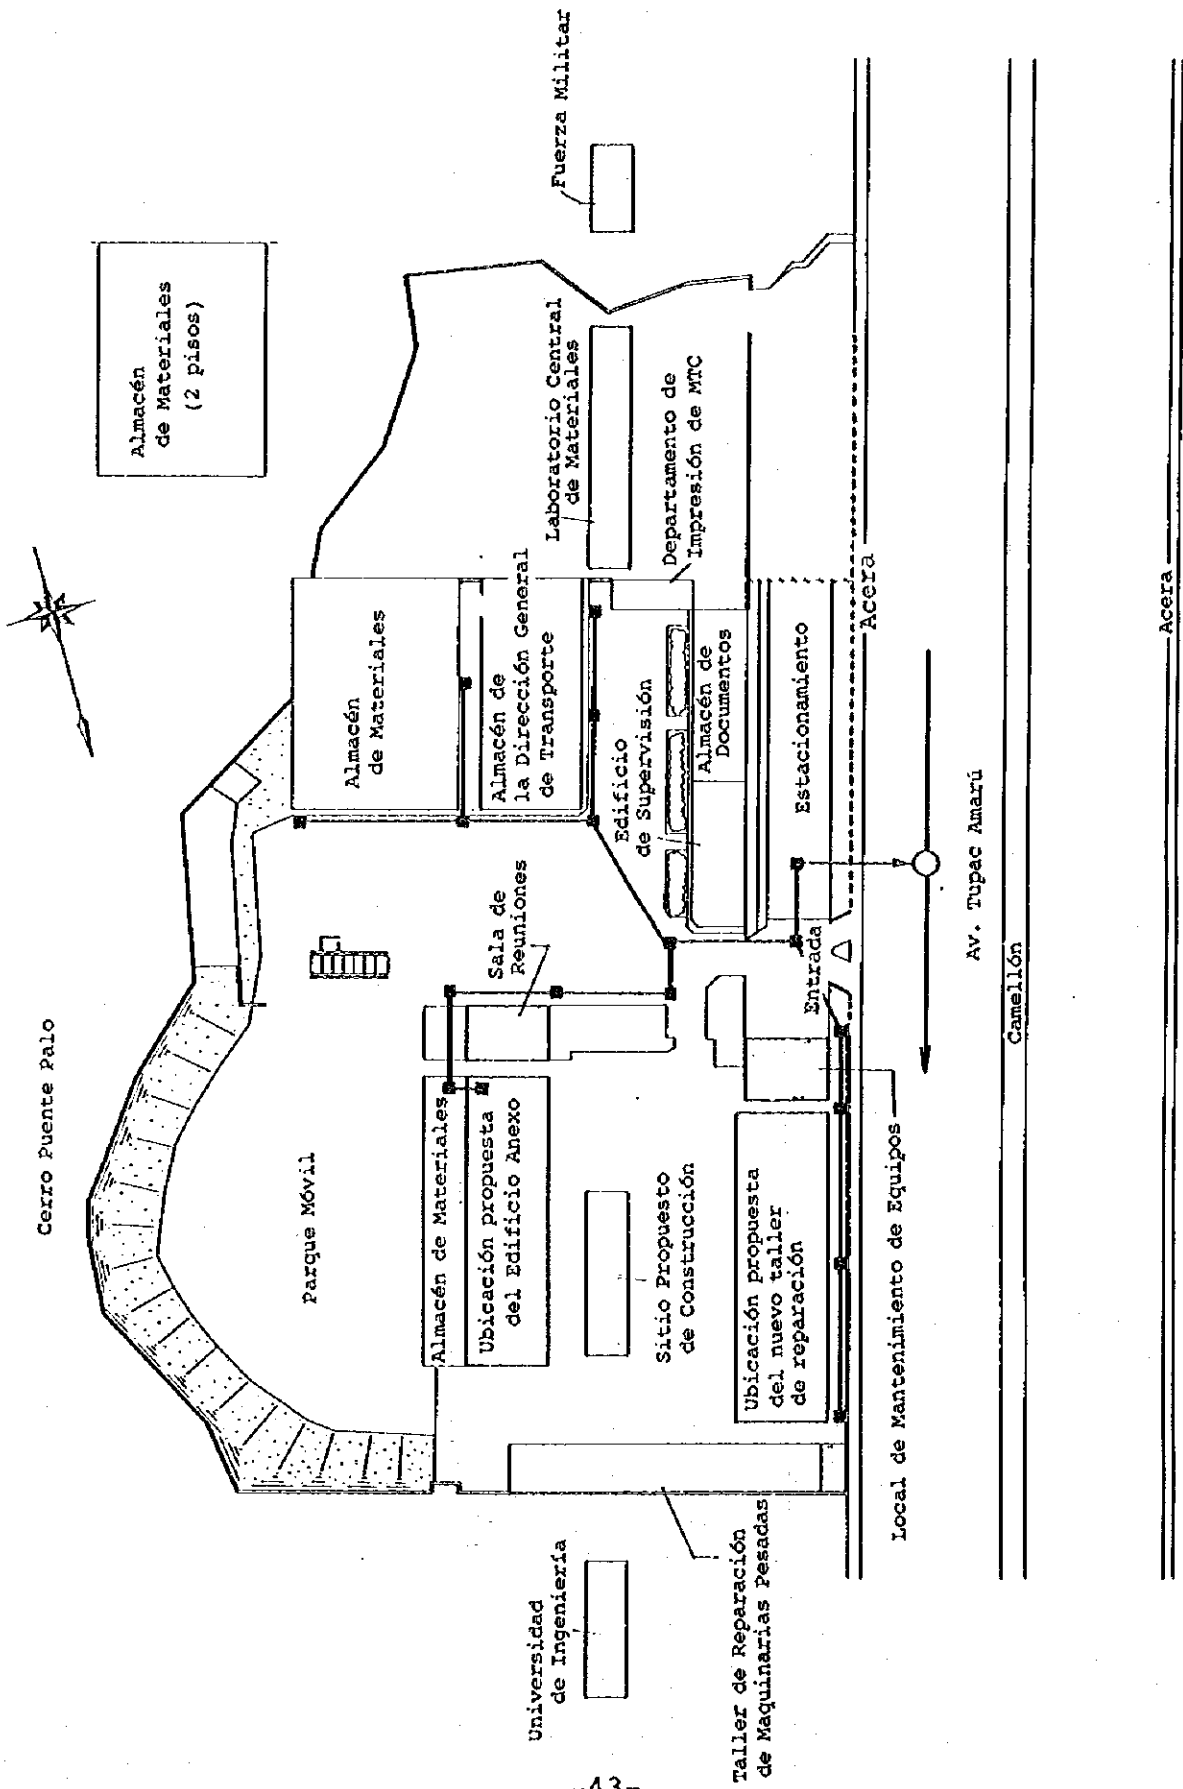 Cerro Puente Palo
Almacén
de Materiales
(2 pisos)
Fuerza Militar
Parque Móvil
Almacén
de Materiales
Almacén de
la Dirección General
de Transporte
Laboratorio Central
de Materiales
Departamento de
Impresión de MTC
Sala de
Reuniones
Edificio
de Supervisión
Almacén de
Documentos
Estacionamiento
Almacén de Materiales
Ubicación propuesta
del Edificio Anexo
Sitio Propuesto
de Construcción
Ubicación propuesta
del nuevo taller
de reparación
Entrada
Universidad
de Ingeniería
Taller de Reparación
de Maquinarias Pesadas
Local de Mantenimiento de Equipos
Acera
Av. Tupac Amarú
Camellón
Acera
-43-